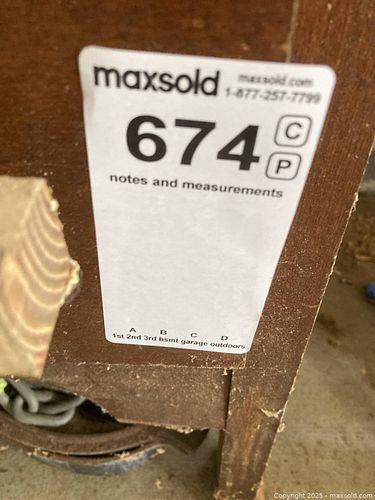 maxsold
maxsold.com
1-877-257-7799
674
C
P
notes and measurements
A B C D
1st 2nd 3rd bsmt garage outdoors
Copyright 2025 - maxsold.com